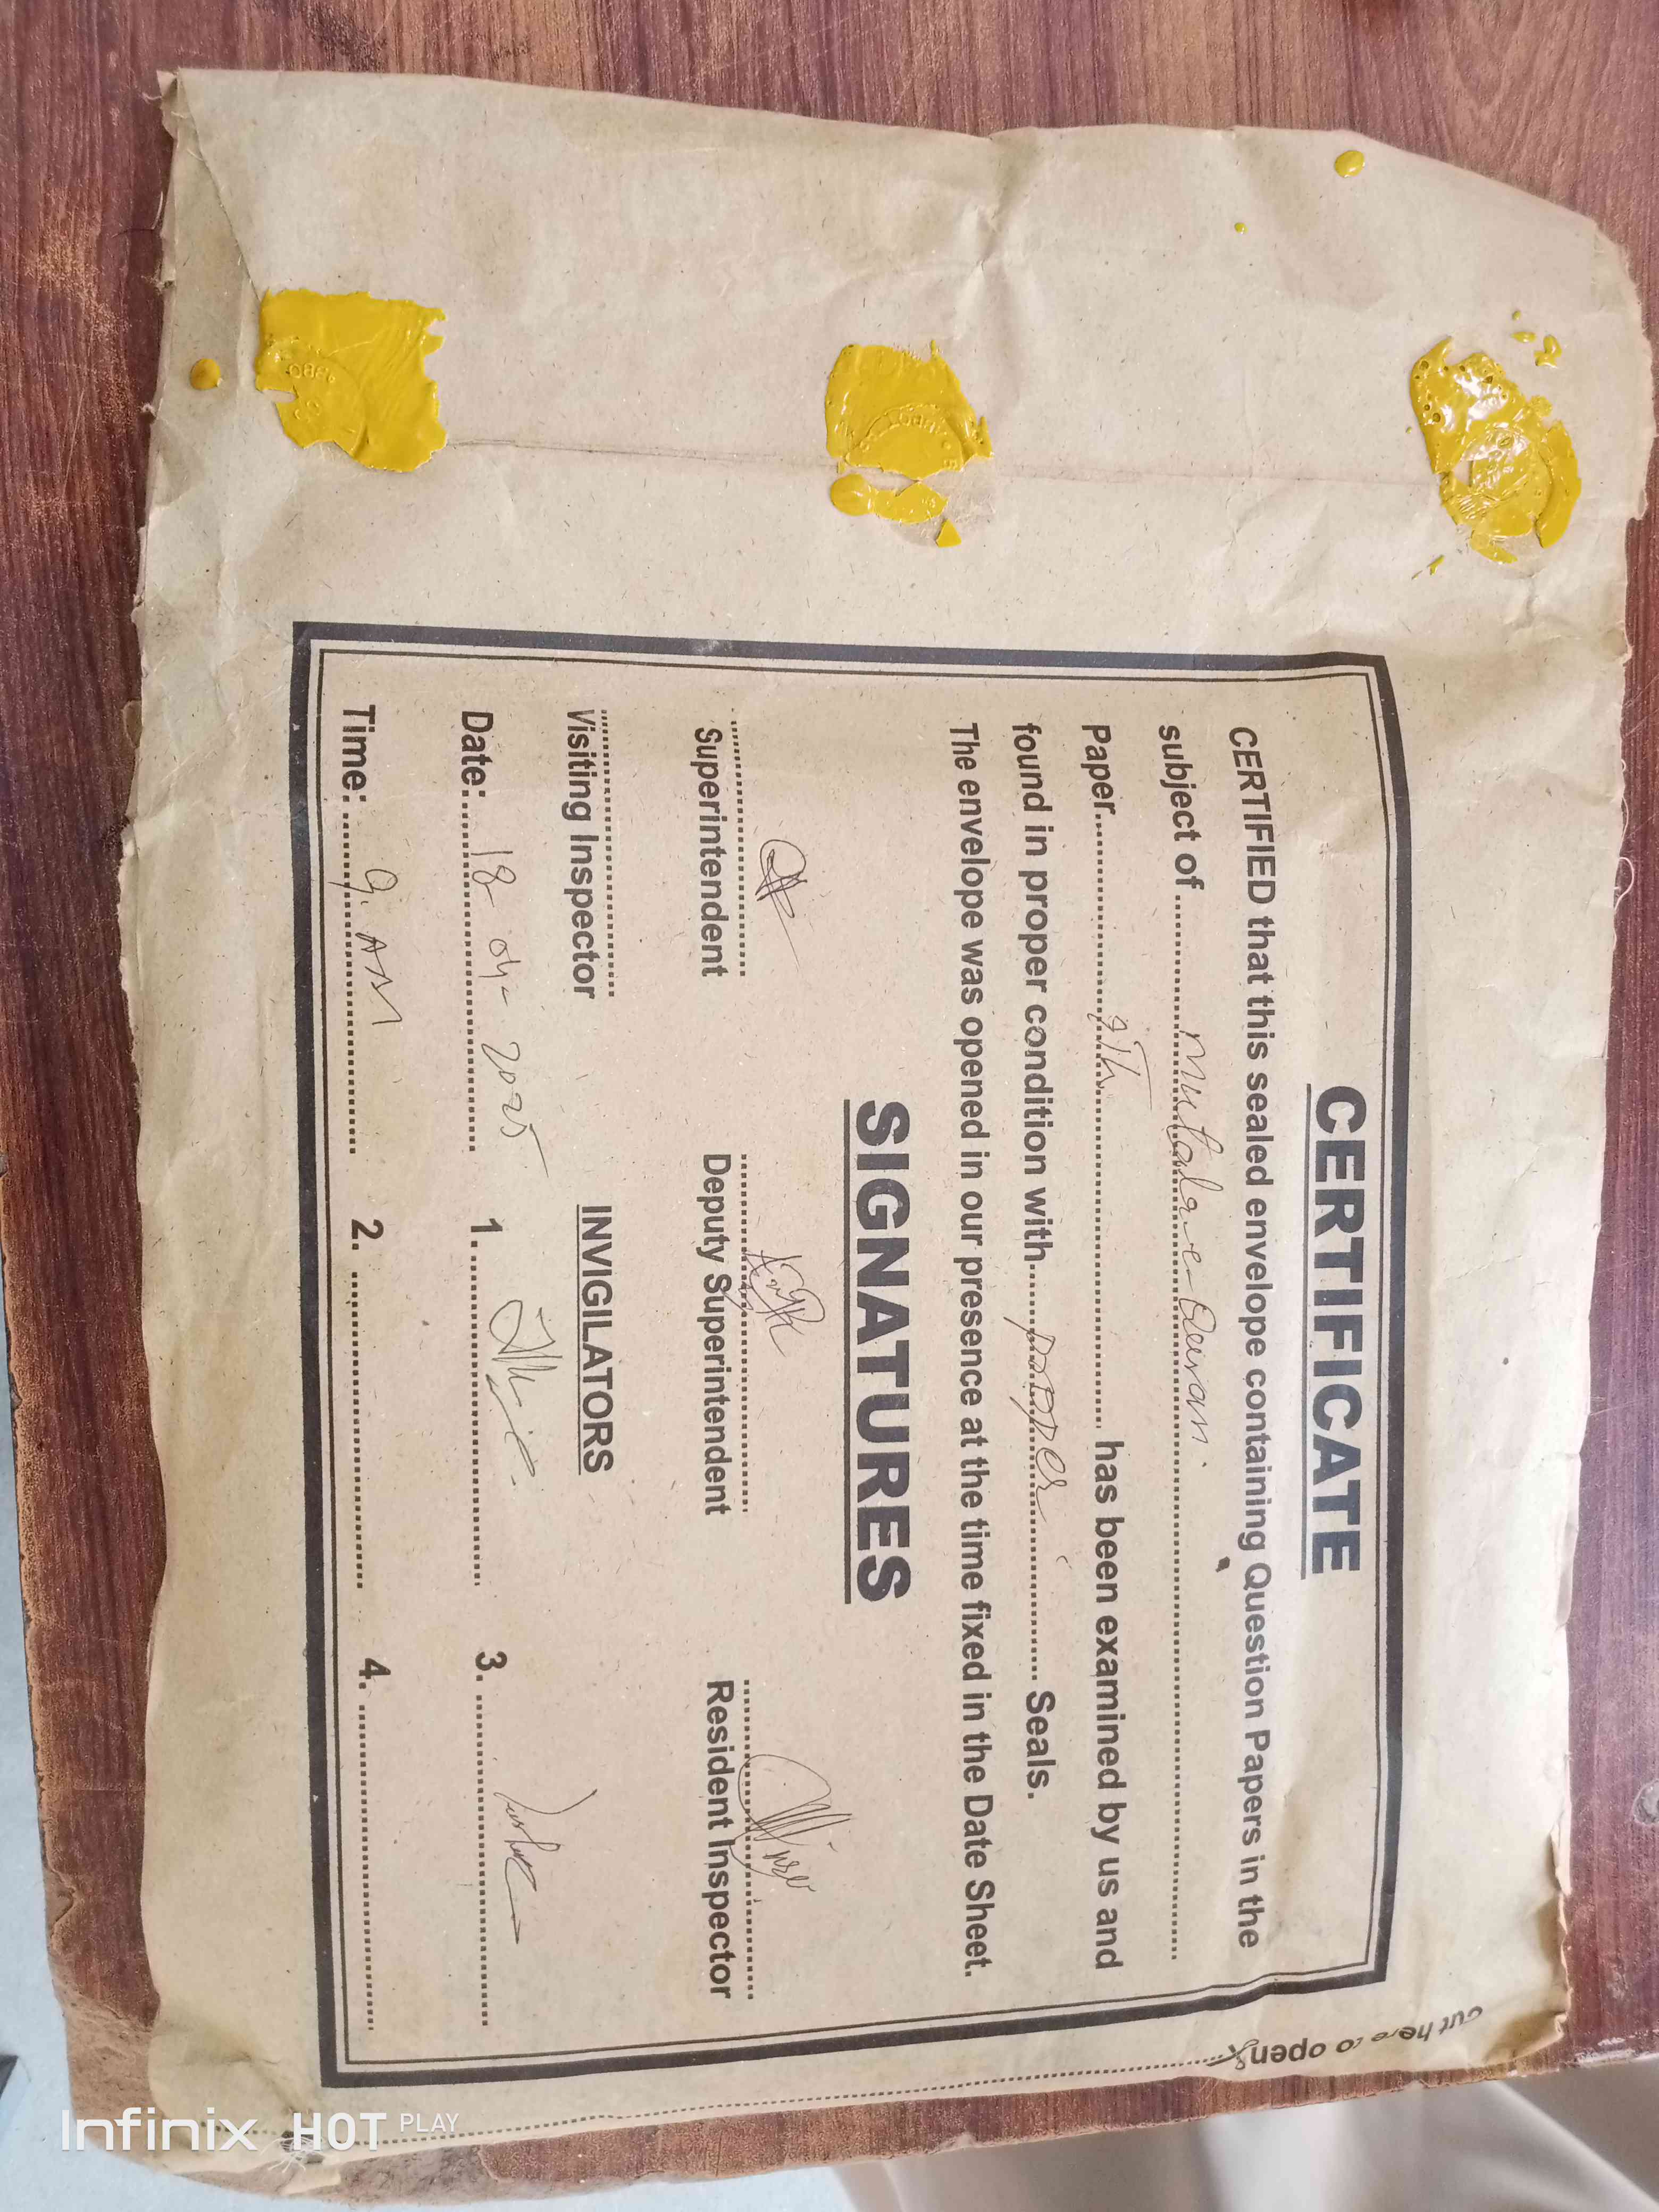 CERTIFICATE
CERTIFIED that this sealed envelope containing Question Papers in the
subject of .......... Mutala-e-Quran. ..........
Paper.......... 9Th .......... has been examined by us and
found in proper condition with..... proper .......... Seals.
The envelope was opened in our presence at the time fixed in the Date Sheet.
SIGNATURES
Superintendent Deputy Superintendent Resident Inspector
Visiting Inspector INVIGILATORS
Date:..... 18-04-2025 1. .......... 3. ..........
Time: ..... 9. AM 2. .......... 4. ..........
cut here to open
Infinix HOT PLAY